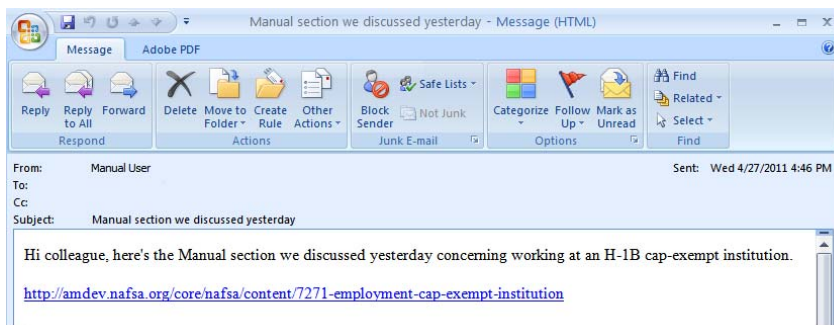 Manual section we discussed yesterday - Message (HTML)
Message Adobe PDF
Reply Reply to All Forward Delete Move to Folder Create Rule Other Actions Block Sender Safe Lists Not Junk Categorize Follow Up Mark as Unread Find Related Select
Respond Actions Junk E-mail Options Find
From: Manual User Sent: Wed 4/27/2011 4:46 PM
To:
Cc:
Subject: Manual section we discussed yesterday
Hi colleague, here's the Manual section we discussed yesterday concerning working at an H-1B cap-exempt institution.
http://amdev.nafsa.org/core/nafsa/content/7271-employment-cap-exempt-institution